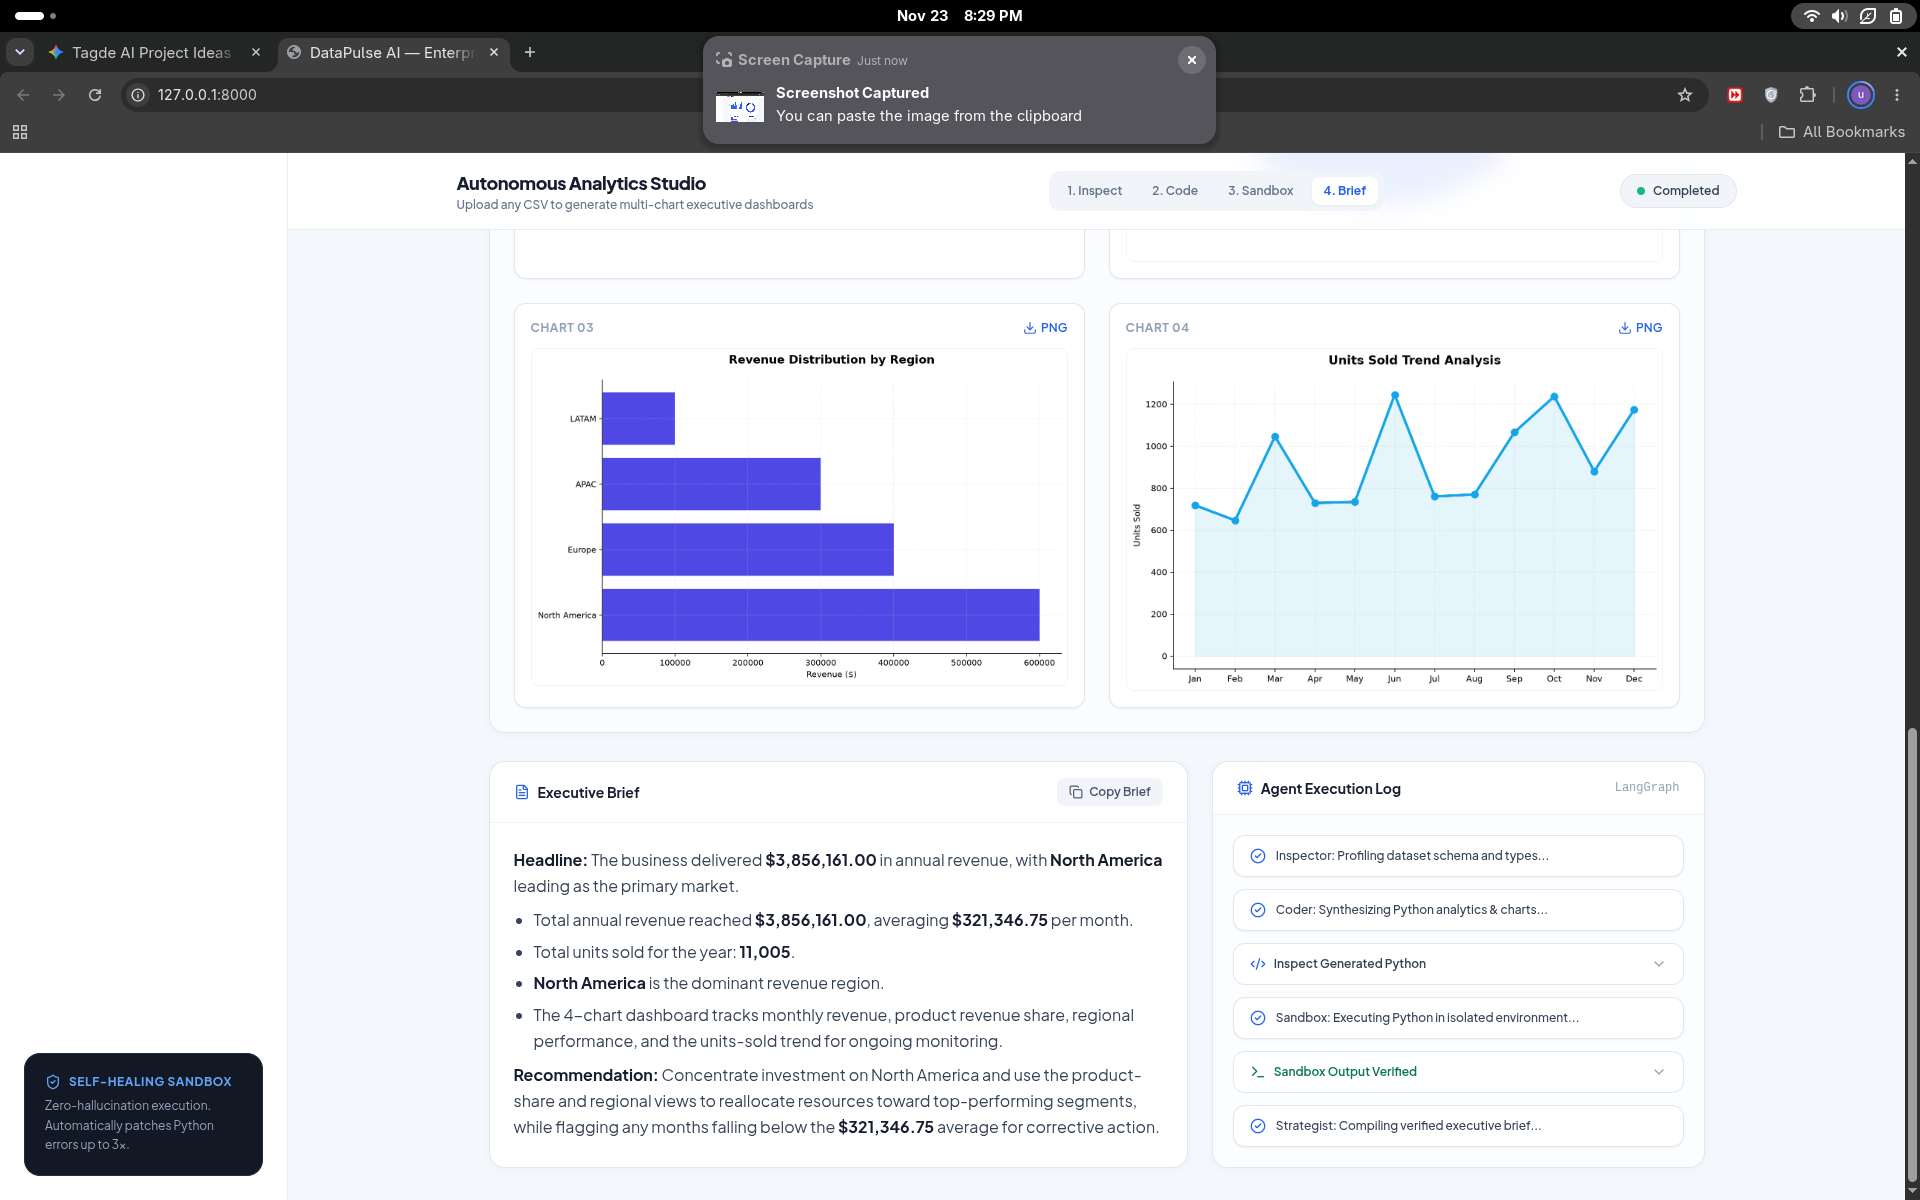 Nov 23 8:29 PM
Tagde AI Project Ideas
DataPulse AI — Enterpr
Screen Capture Just now
Screenshot Captured
You can paste the image from the clipboard
127.0.0.1:8000
u
All Bookmarks
Autonomous Analytics Studio
Upload any CSV to generate multi-chart executive dashboards
1. Inspect 2. Code 3. Sandbox 4. Brief
Completed
CHART 03 PNG
Revenue Distribution by Region
LATAM
APAC
Europe
North America
0 100000 200000 300000 400000 500000 600000
Revenue ($)
CHART 04 PNG
Units Sold Trend Analysis
Units Sold
1200
1000
800
600
400
200
0
Jan Feb Mar Apr May Jun Jul Aug Sep Oct Nov Dec
Executive Brief
Copy Brief
Headline: The business delivered $3,856,161.00 in annual revenue, with North America
leading as the primary market.
• Total annual revenue reached $3,856,161.00, averaging $321,346.75 per month.
• Total units sold for the year: 11,005.
• North America is the dominant revenue region.
• The 4-chart dashboard tracks monthly revenue, product revenue share, regional
performance, and the units-sold trend for ongoing monitoring.
Recommendation: Concentrate investment on North America and use the product-
share and regional views to reallocate resources toward top-performing segments,
while flagging any months falling below the $321,346.75 average for corrective action.
Agent Execution Log
LangGraph
Inspector: Profiling dataset schema and types...
Coder: Synthesizing Python analytics & charts...
Inspect Generated Python
Sandbox: Executing Python in isolated environment...
Sandbox Output Verified
Strategist: Compiling verified executive brief...
SELF-HEALING SANDBOX
Zero-hallucination execution.
Automatically patches Python
errors up to 3x.